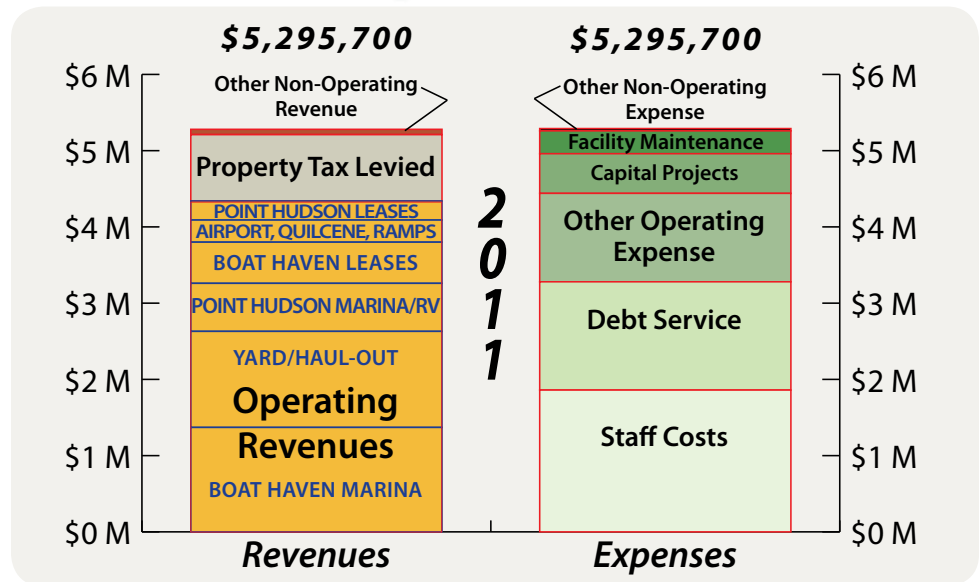 $5,295,700
$5,295,700
$6 M
$5 M
$4 M
$3 M
$2 M
$1 M
$0 M
Other Non-Operating
Revenue
Property Tax Levied
POINT HUDSON LEASES
AIRPORT, QUILCENE, RAMPS
BOAT HAVEN LEASES
POINT HUDSON MARINA/RV
YARD/HAUL-OUT
Operating
Revenues
BOAT HAVEN MARINA
Revenues
2
0
1
1
Other Non-Operating
Expense
Facility Maintenance
Capital Projects
Other Operating
Expense
Debt Service
Staff Costs
Expenses
$6 M
$5 M
$4 M
$3 M
$2 M
$1 M
$0 M